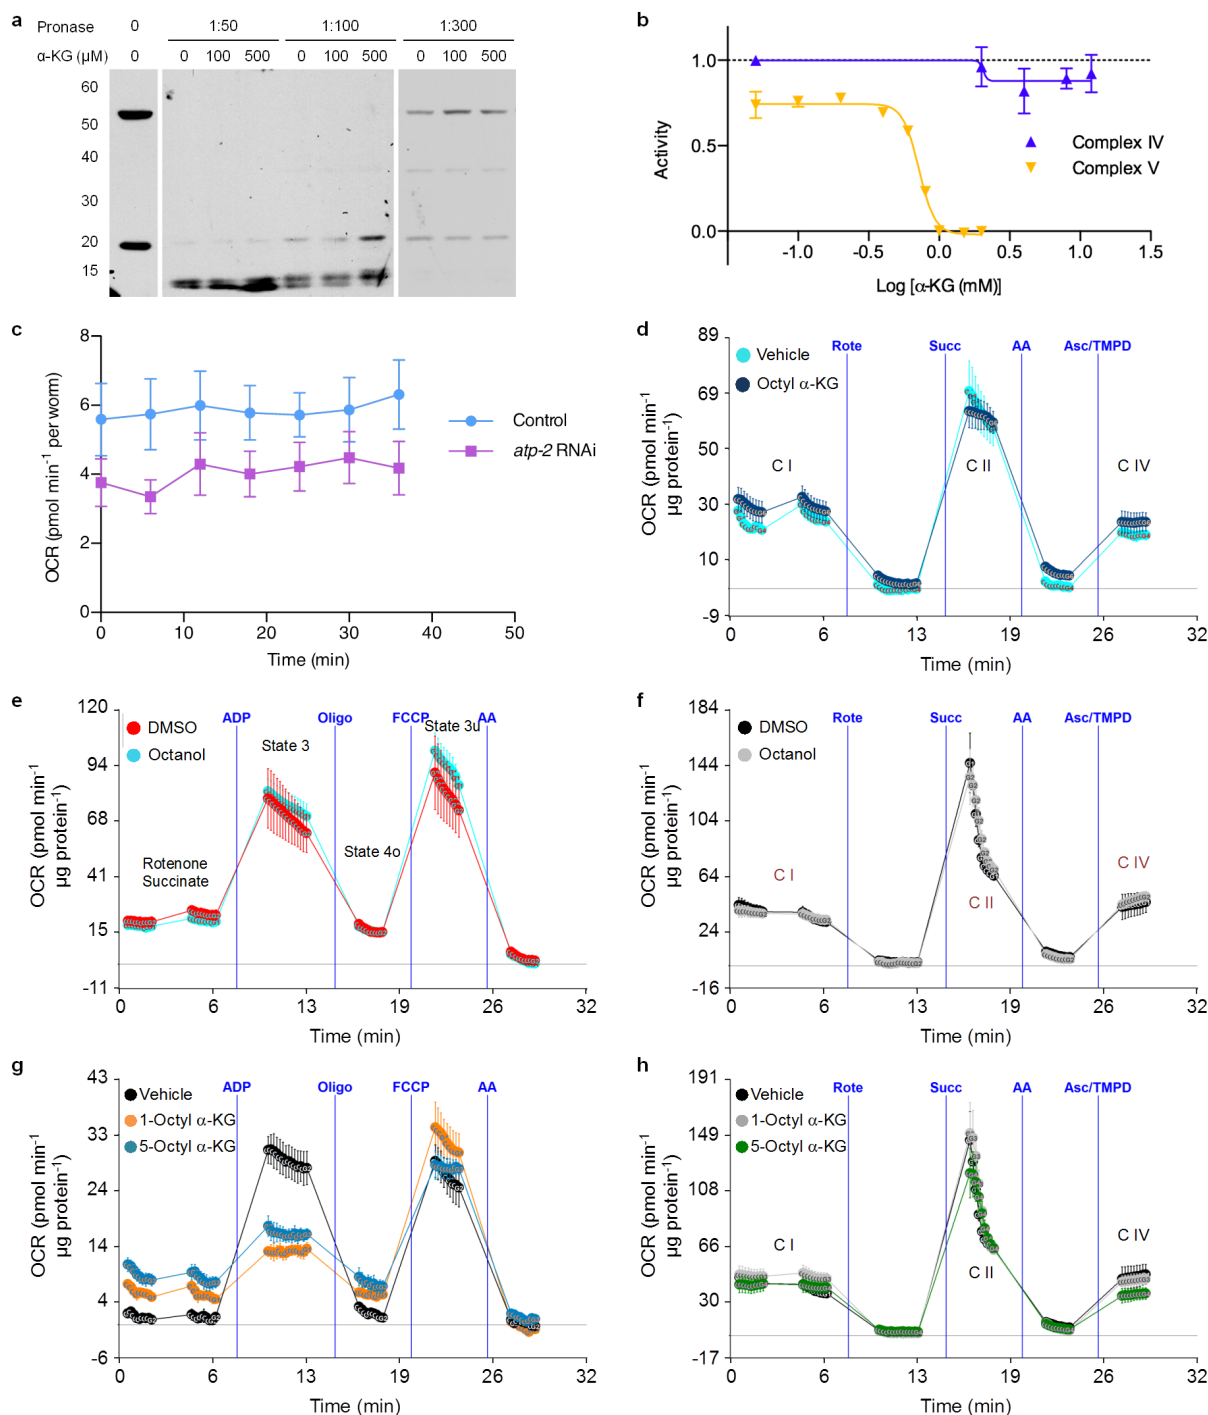 a
Pronase 0 1:50 1:100 1:300
α-KG (µM) 0 0 100 500 0 100 500 0 100 500
60
50
40
30
20
15
b
1.0
0.5
0.0
Activity
Complex IV
Complex V
-1.0 -0.5 0.0 0.5 1.0 1.5
Log [α-KG (mM)]
c
8
6
4
2
0
OCR (pmol min⁻¹ per worm)
Control
atp-2 RNAi
0 10 20 30 40 50
Time (min)
d
89
69
50
30
10
-9
OCR (pmol min⁻¹
µg protein⁻¹)
Rote Succ AA Asc/TMPD
Vehicle
Octyl α-KG
C I C II C IV
0 6 13 19 26 32
Time (min)
e
120
94
68
41
15
-11
OCR (pmol min⁻¹
µg protein⁻¹)
ADP Oligo FCCP AA
DMSO
Octanol
State 3
State 3u
State 4o
Rotenone
Succinate
0 6 13 19 26 32
Time (min)
f
184
144
104
64
24
-16
OCR (pmol min⁻¹
µg protein⁻¹)
Rote Succ AA Asc/TMPD
DMSO
Octanol
C I C II C IV
0 6 13 19 26 32
Time (min)
g
43
33
24
14
4
-6
OCR (pmol min⁻¹
µg protein⁻¹)
ADP Oligo FCCP AA
Vehicle
1-Octyl α-KG
5-Octyl α-KG
0 6 13 19 26 32
Time (min)
h
191
149
108
66
30
-17
OCR (pmol min⁻¹
µg protein⁻¹)
Rote Succ AA Asc/TMPD
Vehicle
1-Octyl α-KG
5-Octyl α-KG
C I C II C IV
0 6 13 19 26 32
Time (min)